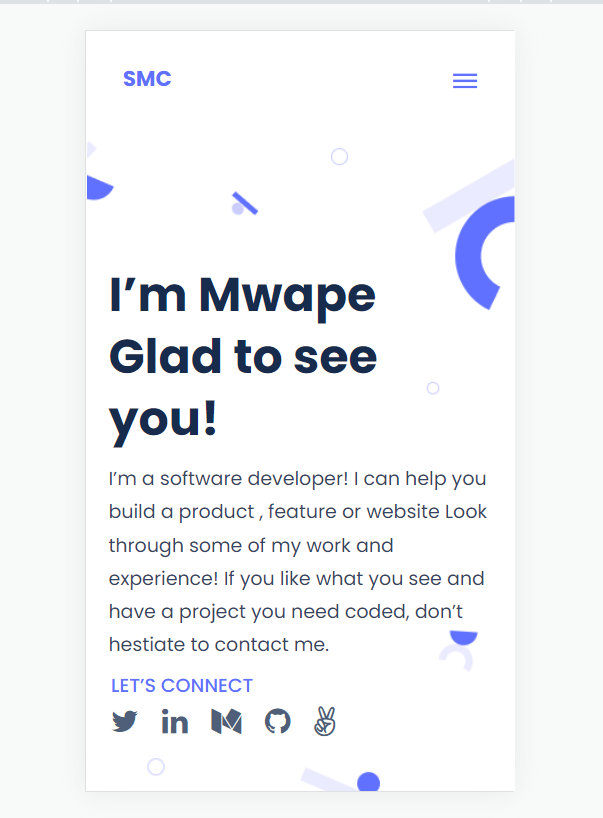 SMC
I’m Mwape
Glad to see
you!
I’m a software developer! I can help you
build a product , feature or website Look
through some of my work and
experience! If you like what you see and
have a project you need coded, don’t
hestiate to contact me.
LET’S CONNECT